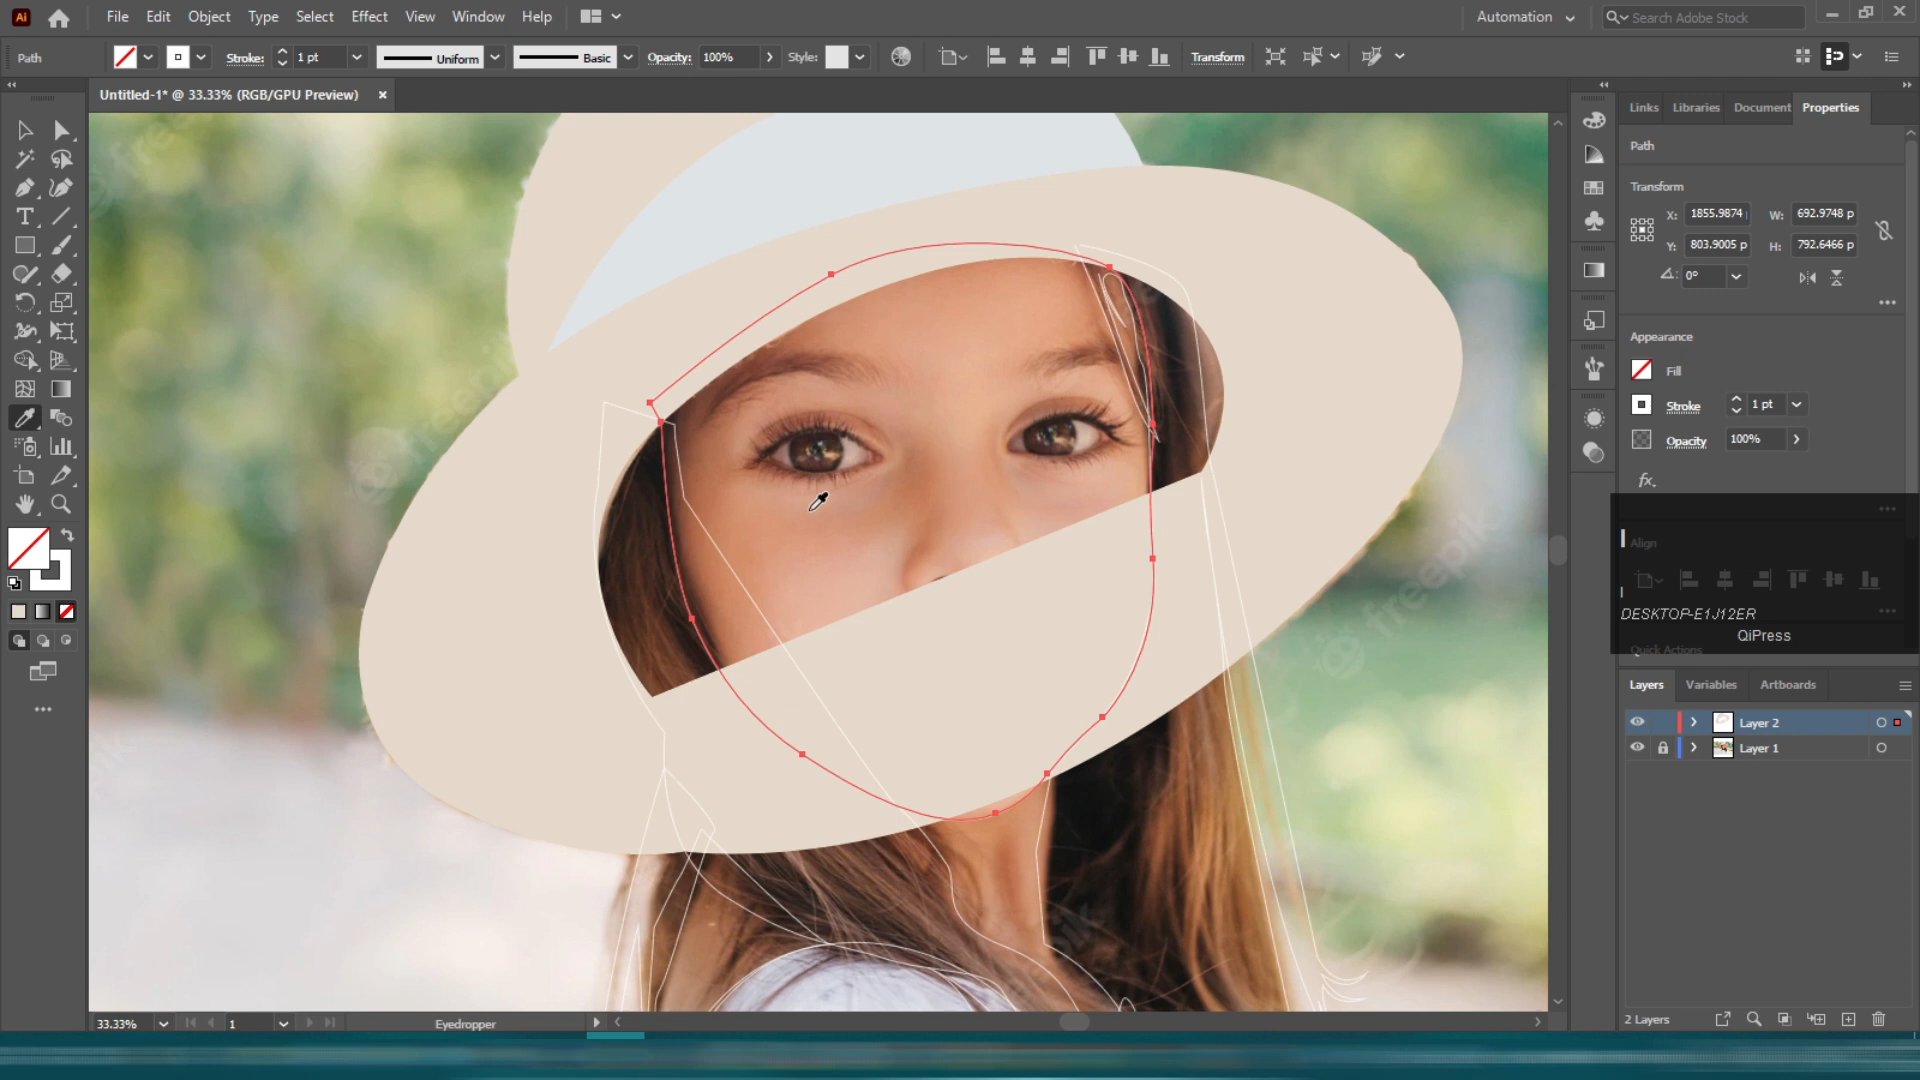 Ai File Edit Object Type Select Effect View Window Help Automation Search Adobe Stock
Path Stroke: 1 pt Uniform Basic Opacity: 100% Style: Transform
Untitled-1* @ 33.33% (RGB/GPU Preview)
Links Libraries Document Properties
Path
Transform
X: 1855.9874 W: 692.9748 p
Y: 803.9005 p H: 792.6466 p
0°
Appearance
Fill
Stroke 1 pt
Opacity 100%
fx.
Align
DESKTOP-E1J12ER
QiPress
Quick Actions
Layers Variables Artboards
Layer 2
Layer 1
2 Layers
33.33% 1 Eyedropper
freepik
freepik
freepik